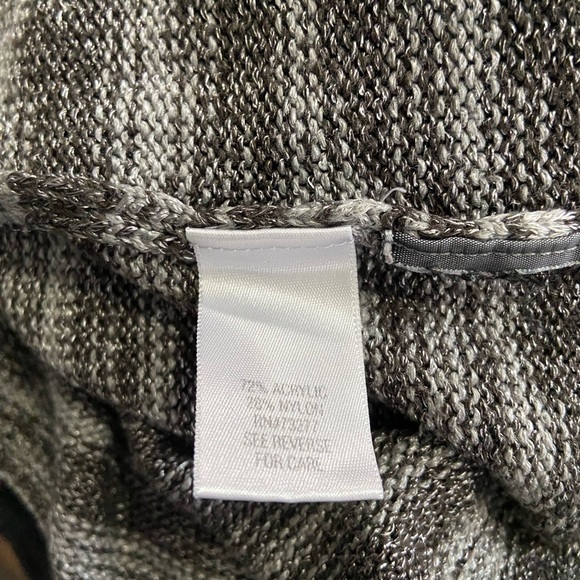 72% ACRYLIC
28% NYLON
RN#73277
SEE REVERSE
FOR CARE